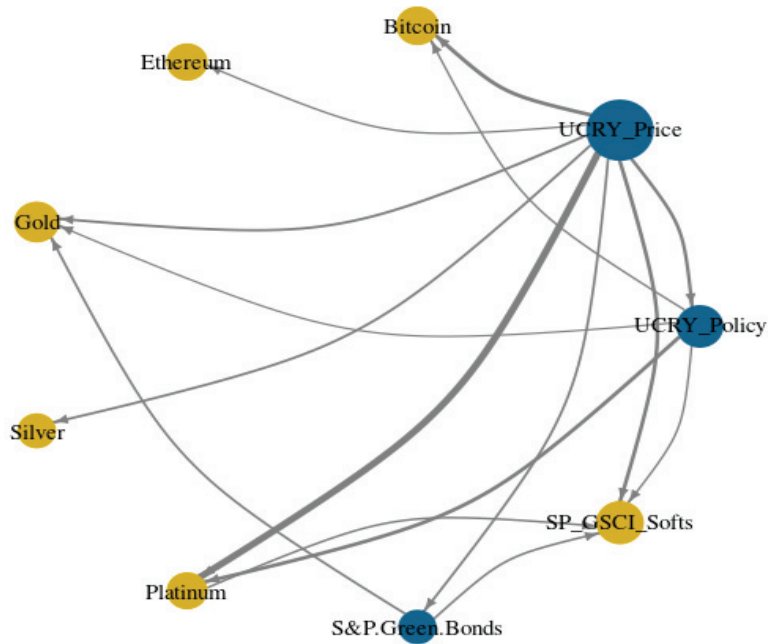 Bitcoin
Ethereum
UCRY_Price
Gold
UCRY_Policy
Silver
SP_GSCI_Softs
Platinum
S&P.Green.Bonds